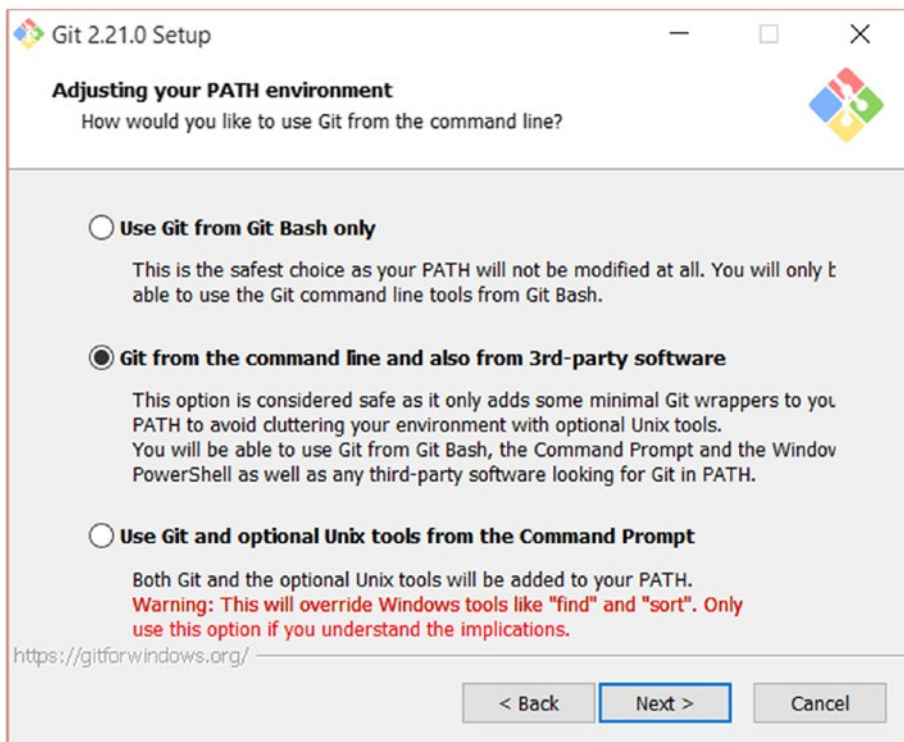 Git 2.21.0 Setup
Adjusting your PATH environment
How would you like to use Git from the command line?
Use Git from Git Bash only
This is the safest choice as your PATH will not be modified at all. You will only
able to use the Git command line tools from Git Bash.
Git from the command line and also from 3rd-party software
This option is considered safe as it only adds some minimal Git wrappers to you
PATH to avoid cluttering your environment with optional Unix tools.
You will be able to use Git from Git Bash, the Command Prompt and the Window
PowerShell as well as any third-party software looking for Git in PATH.
Use Git and optional Unix tools from the Command Prompt
Both Git and the optional Unix tools will be added to your PATH.
Warning: This will override Windows tools like "find" and "sort". Only
use this option if you understand the implications.
https://gitforwindows.org/
< Back
Next >
Cancel